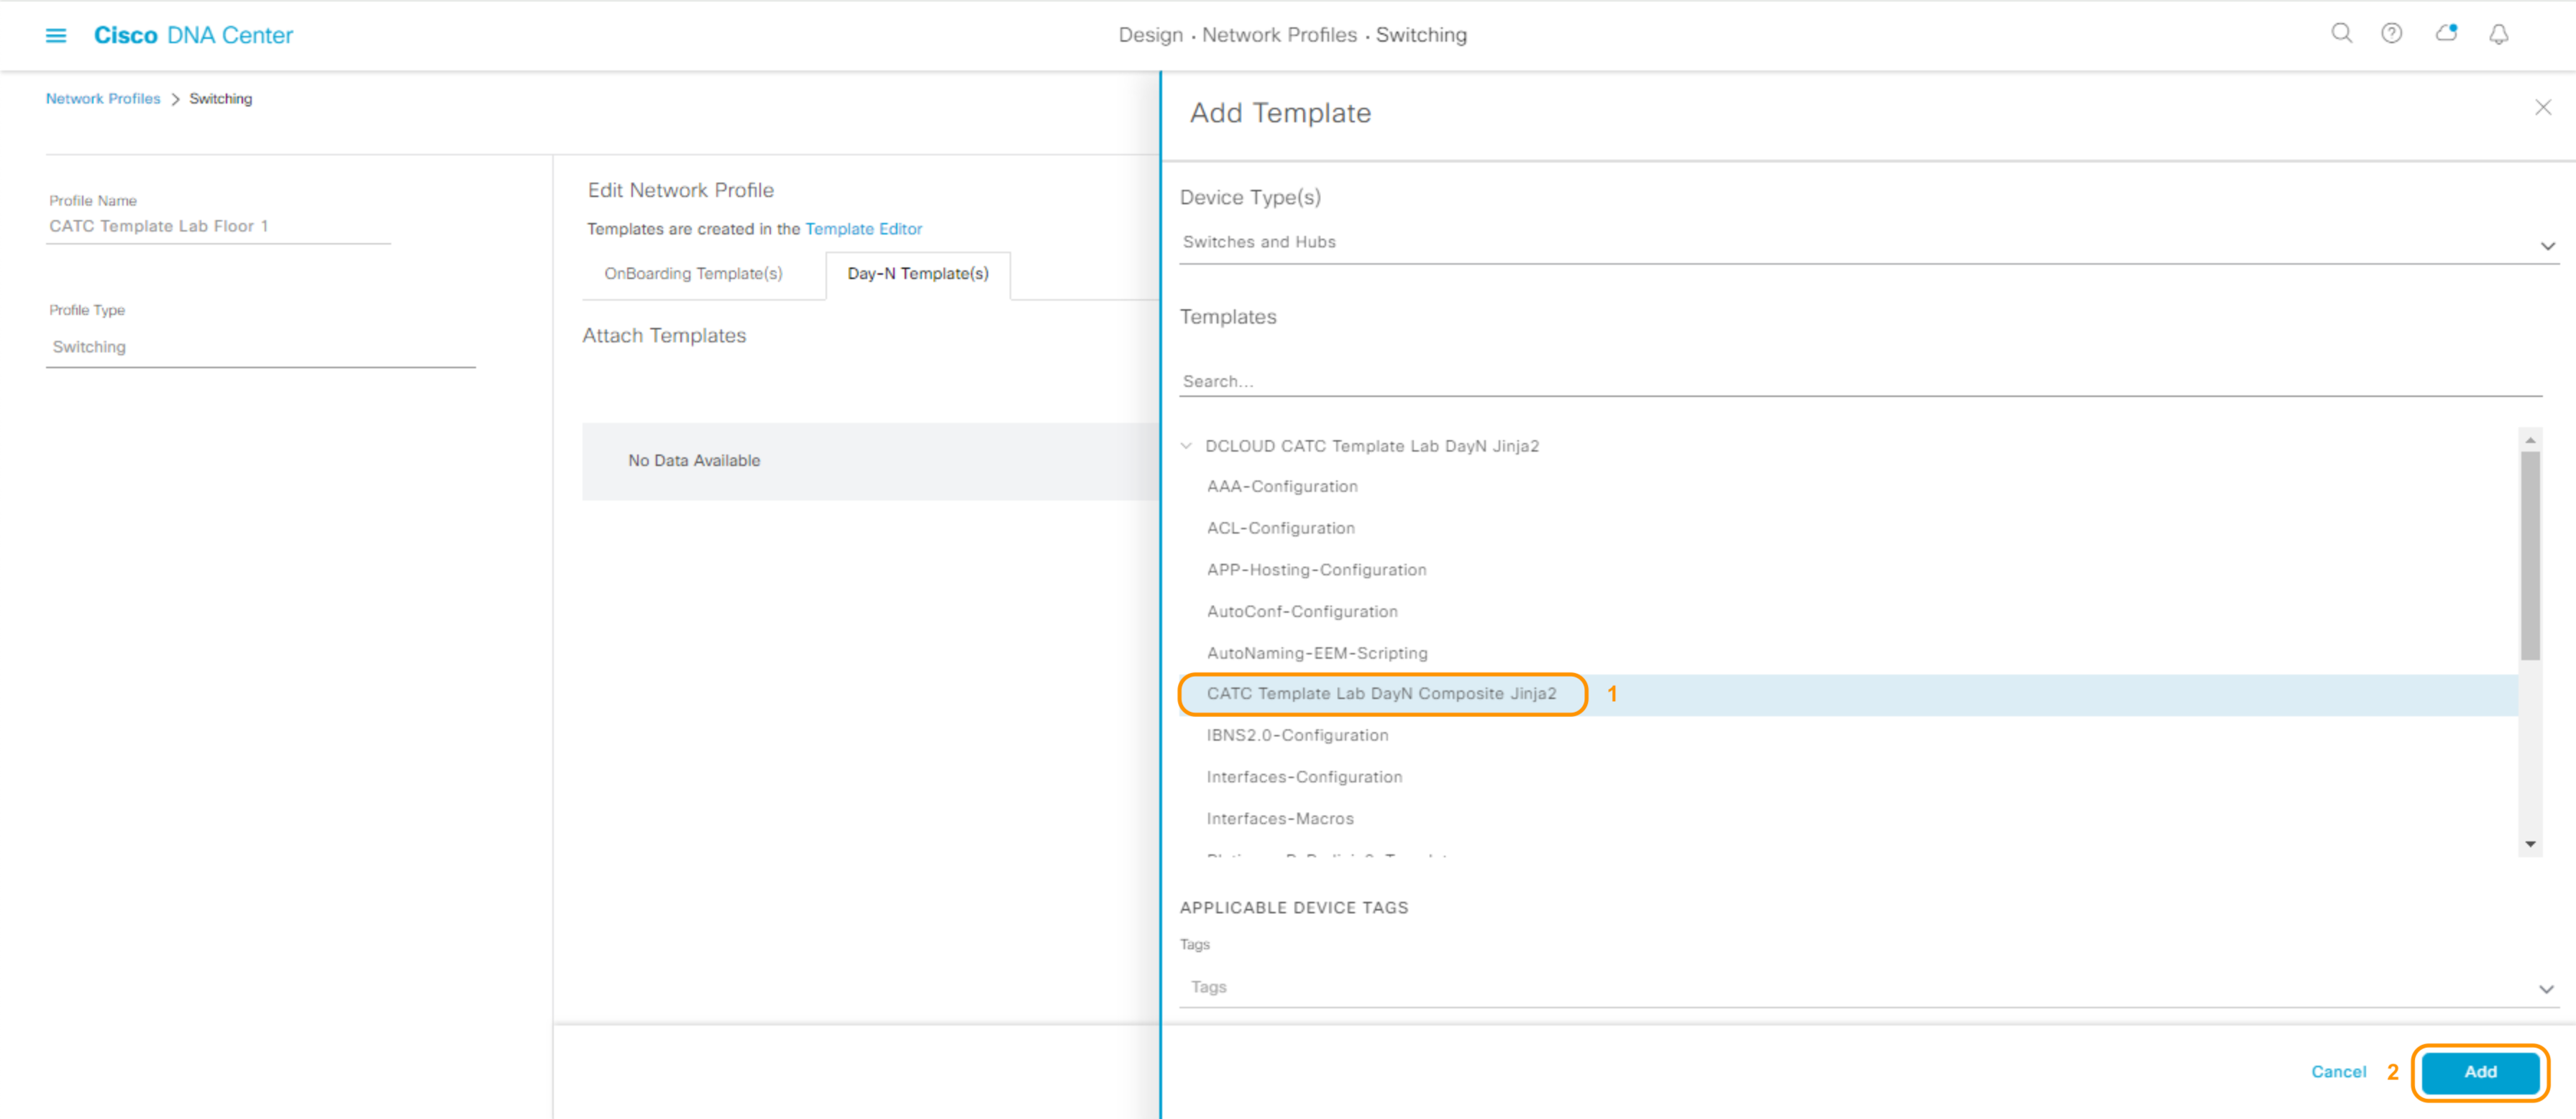 Cisco DNA Center
Design · Network Profiles · Switching
Network Profiles > Switching
Profile Name
CATC Template Lab Floor 1
Profile Type
Switching
Edit Network Profile
Templates are created in the Template Editor
OnBoarding Template(s)
Day-N Template(s)
Attach Templates
No Data Available
Add Template
Device Type(s)
Switches and Hubs
Templates
Search...
DCLOUD CATC Template Lab DayN Jinja2
AAA-Configuration
ACL-Configuration
APP-Hosting-Configuration
AutoConf-Configuration
AutoNaming-EEM-Scripting
CATC Template Lab DayN Composite Jinja2 1
IBNS2.0-Configuration
Interfaces-Configuration
Interfaces-Macros
APPLICABLE DEVICE TAGS
Tags
Tags
Cancel 2 Add